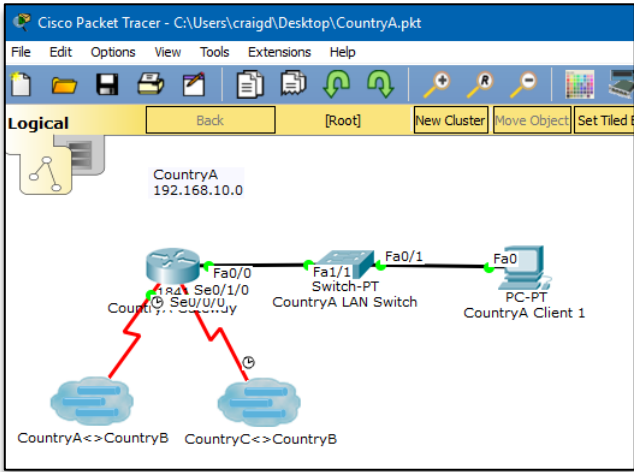 Cisco Packet Tracer - C:\Users\craigd\Desktop\CountryA.pkt
File Edit Options View Tools Extensions Help
Logical Back [Root] New Cluster Move Object Set Tiled
CountryA
192.168.10.0
Fa0/0 Fa1/1 Fa0/1 Fa0
Se0/1/0 Switch-PT PC-PT
Se0/0/0 CountryA LAN Switch CountryA Client 1
CountryA<>CountryB CountryC<>CountryB